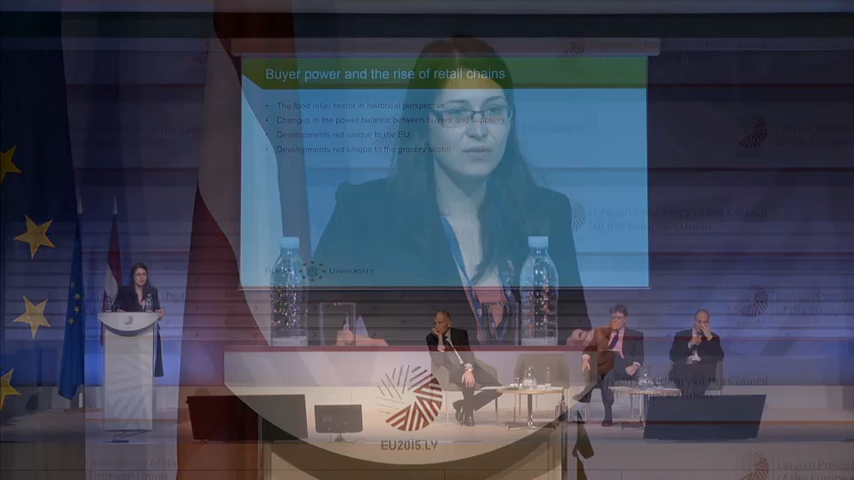 Buyer power and the rise of retail chains
• The food retail sector in historical perspective
• Changes in the power balance between buyers and suppliers
• Developments not unique to the EU
• Developments not unique to the grocery sector
University
Latvian Presidency of the Council
of the European Union
EU2015.LV